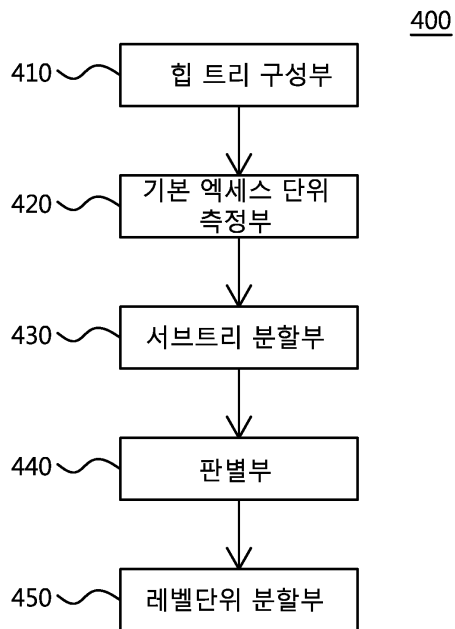 400
410 힙 트리 구성부
420 기본 엑세스 단위
측정부
430 서브트리 분할부
440 판별부
450 레벨단위 분할부